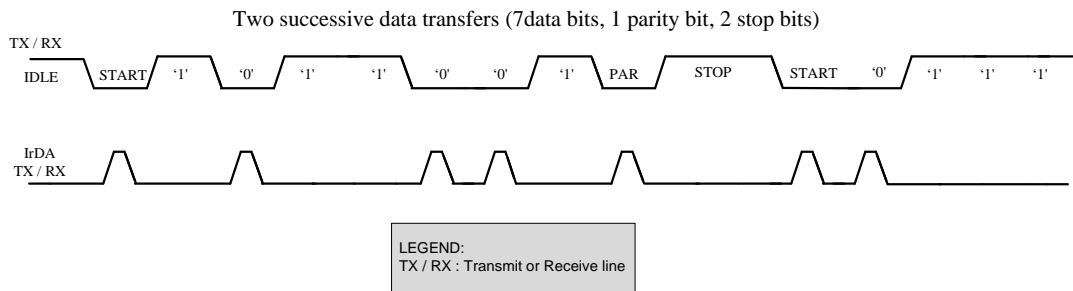 Two successive data transfers (7data bits, 1 parity bit, 2 stop bits)
TX / RX
IDLE START '1' '0' '1' '1' '0' '0' '1' PAR STOP START '0' '1' '1' '1'
IrDA
TX / RX
LEGEND:
TX / RX : Transmit or Receive line